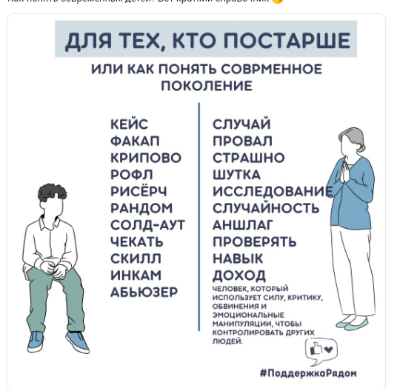 Как понять современных детей? Вот краткий справочник
ДЛЯ ТЕХ, КТО ПОСТАРШЕ
ИЛИ КАК ПОНЯТЬ СОВРМЕННОЕ
ПОКОЛЕНИЕ
КЕЙС СЛУЧАЙ
ФАКАП ПРОВАЛ
КРИПОВО СТРАШНО
РОФЛ ШУТКА
РИСЁРЧ ИССЛЕДОВАНИЕ
РАНДОМ СЛУЧАЙНОСТЬ
СОЛД-АУТ АНШЛАГ
ЧЕКАТЬ ПРОВЕРЯТЬ
СКИЛЛ НАВЫК
ИНКАМ ДОХОД
АБЬЮЗЕР ЧЕЛОВЕК, КОТОРЫЙ
ИСПОЛЬЗУЕТ СИЛУ, КРИТИКУ,
ОБВИНЕНИЯ И
ЭМОЦИОНАЛЬНЫЕ
МАНИПУЛЯЦИИ, ЧТОБЫ
КОНТРОЛИРОВАТЬ ДРУГИХ
ЛЮДЕЙ.
#ПоддержкаРядом